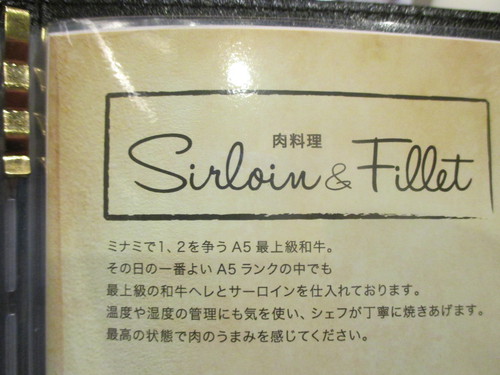 肉料理
Sirloin & Fillet
ミナミで1、2を争う A5 最上級和牛。
その日の一番よい A5 ランクの中でも
最上級の和牛ヘレとサーロインを仕入れております。
温度や湿度の管理にも気を使い、シェフが丁寧に焼きあげます。
最高の状態で肉のうまみを感じてください。